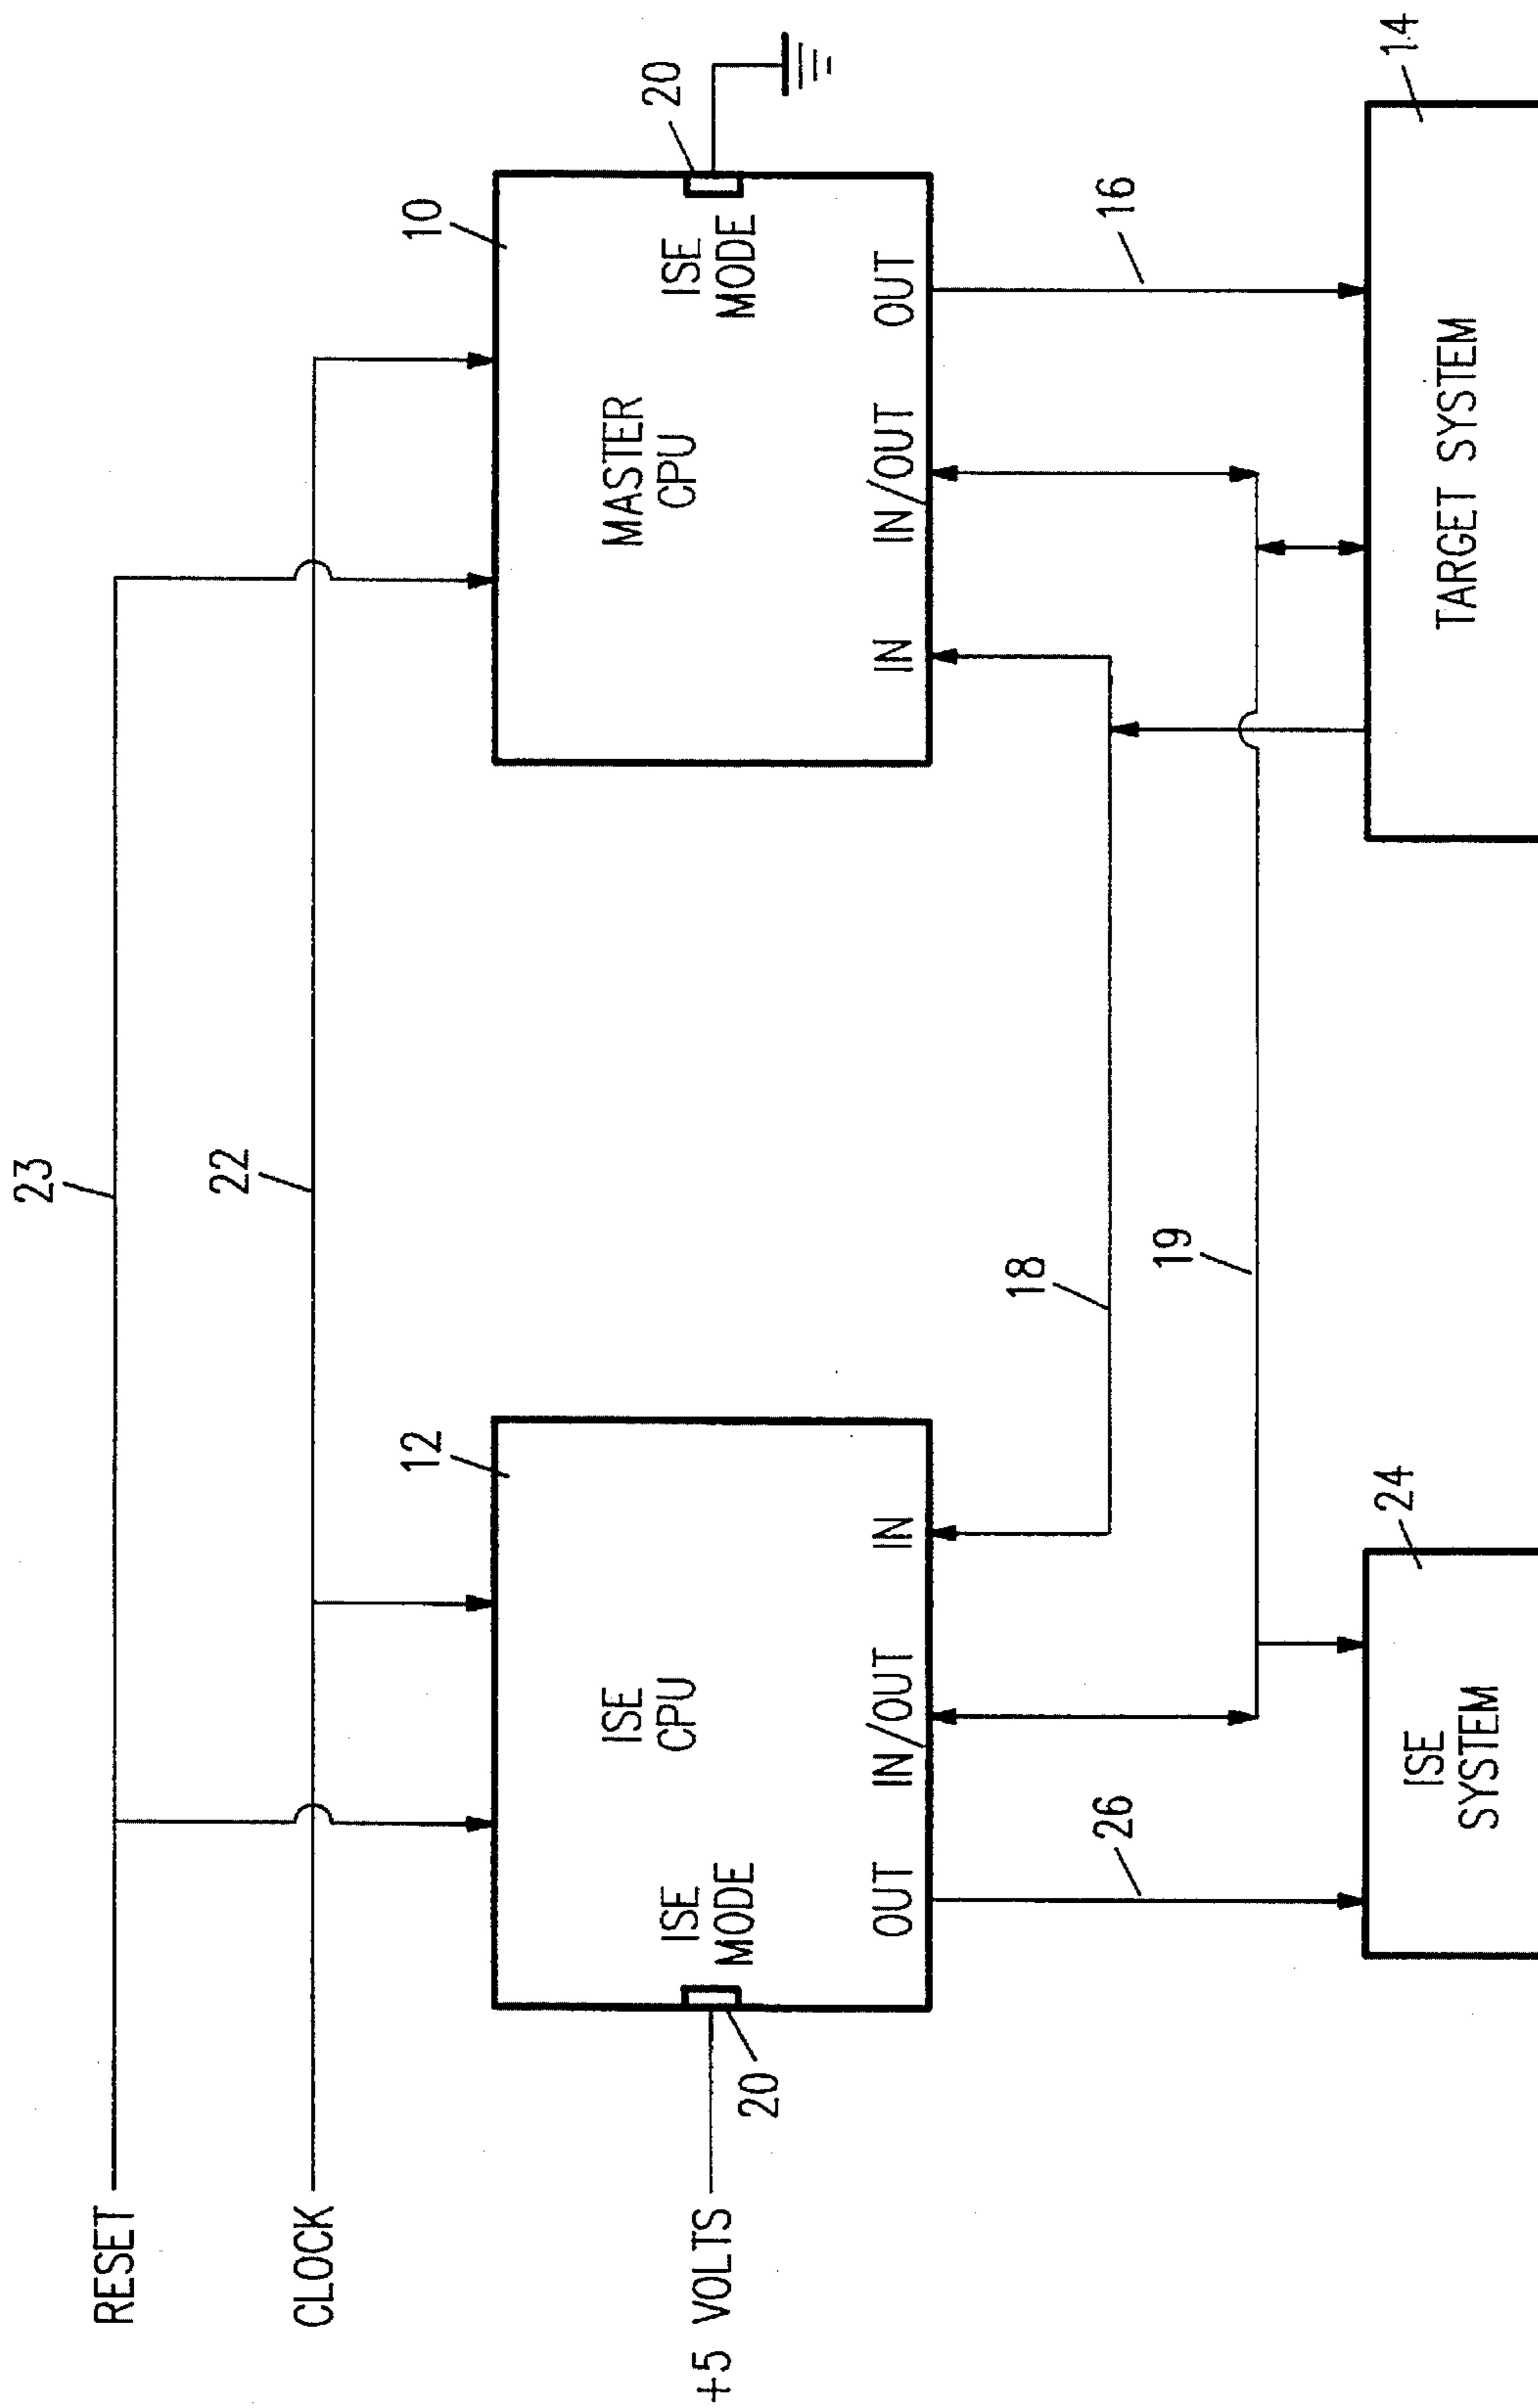 RESET
23
CLOCK
22
+5 VOLTS
20
ISE
MODE
ISE
CPU
12
OUT
IN/OUT
IN
MASTER
CPU
10
ISE
MODE
20
IN
IN/OUT
OUT
18
19
26
16
ISE
SYSTEM
24
TARGET SYSTEM
14